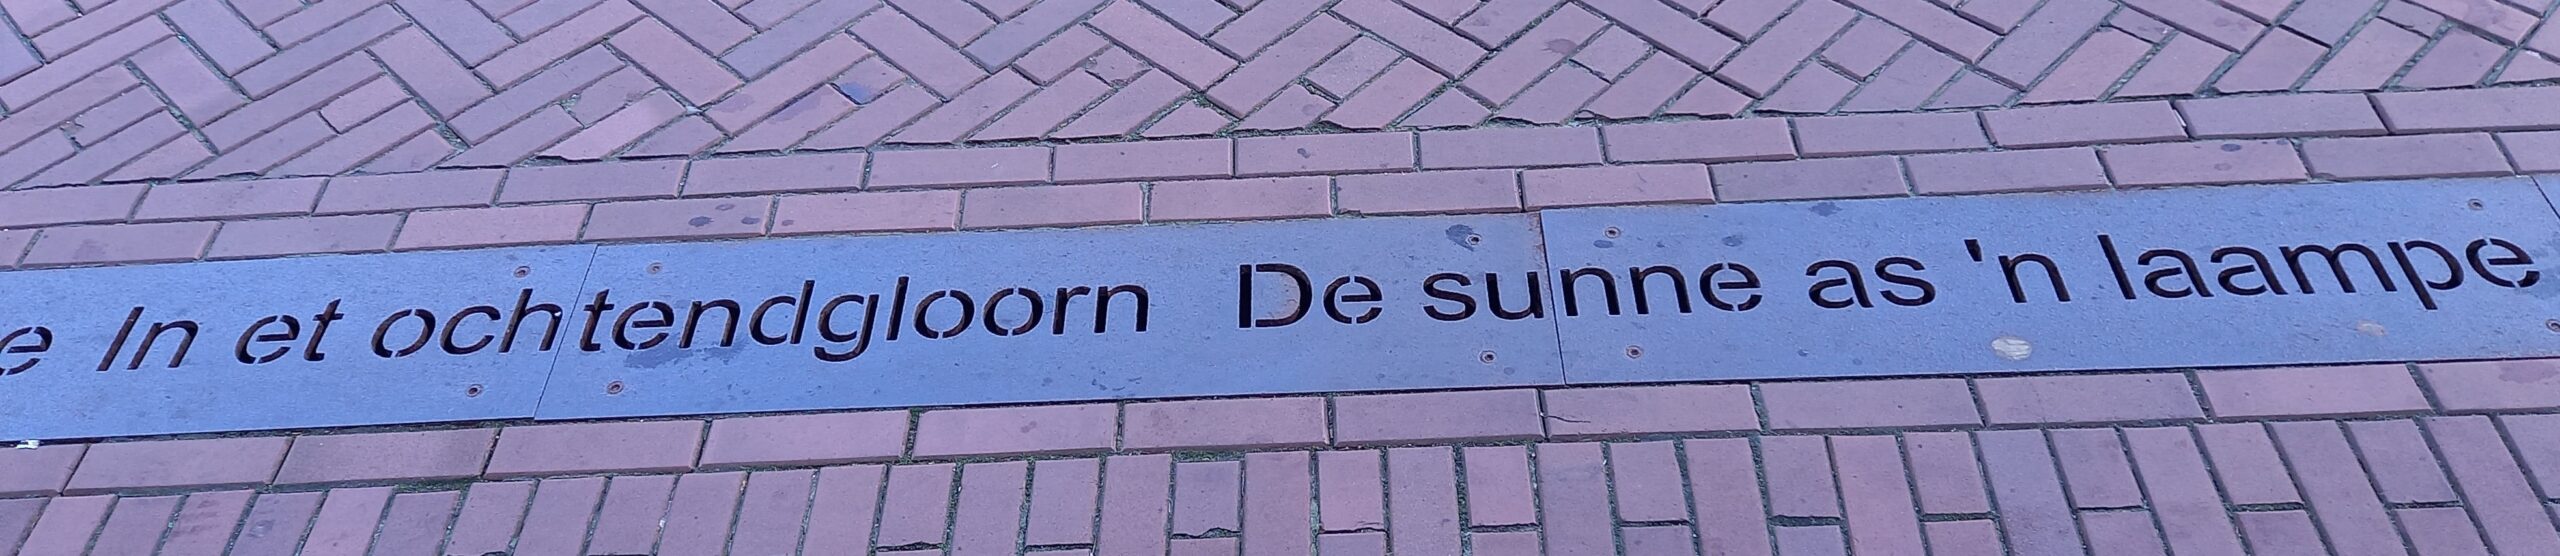 e In et ochtendgloorn De sunne as 'n laampe